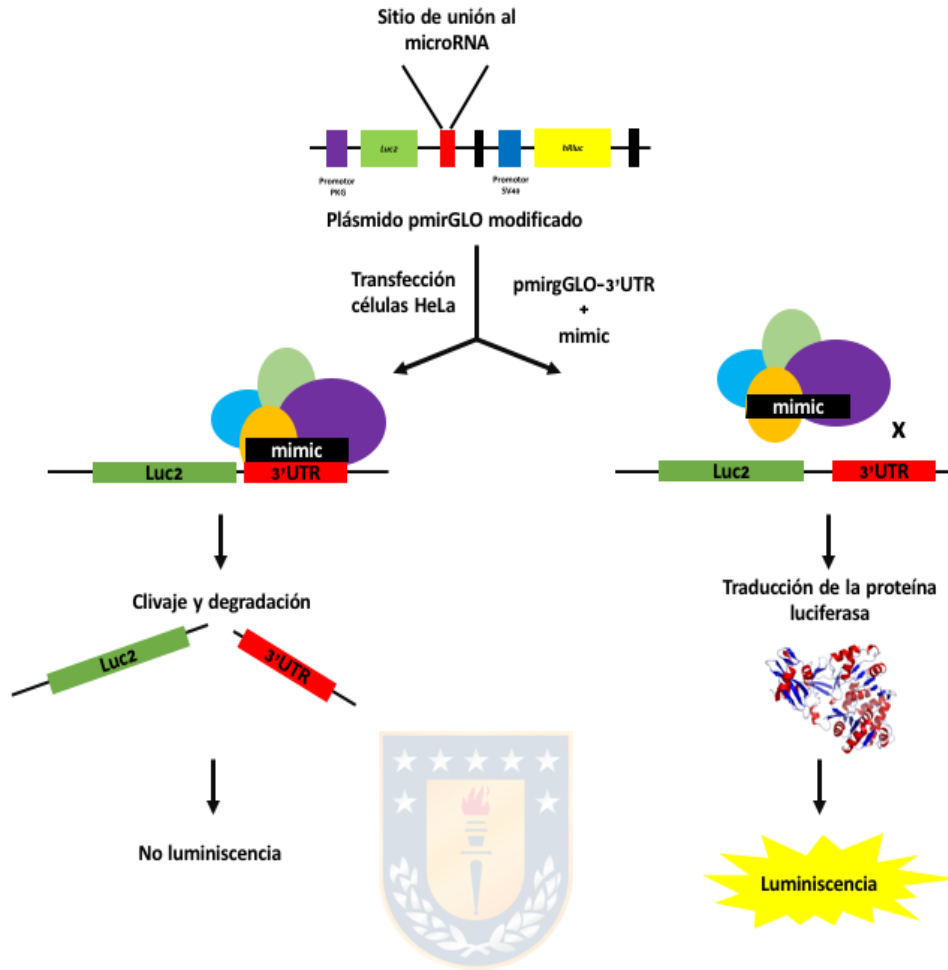 Sitio de unión al
microRNA
Luc2
hRluc
Promotor
PKG
Promotor
SV40
Plásmido pmirGLO modificado
Transfección
células HeLa
pmirgGLO-3'UTR
+
mimic
mimic
Luc2
3'UTR
mimic
x
Luc2
3'UTR
Clivaje y degradación
Luc2
3'UTR
No luminiscencia
Traducción de la proteína
luciferasa
Luminiscencia